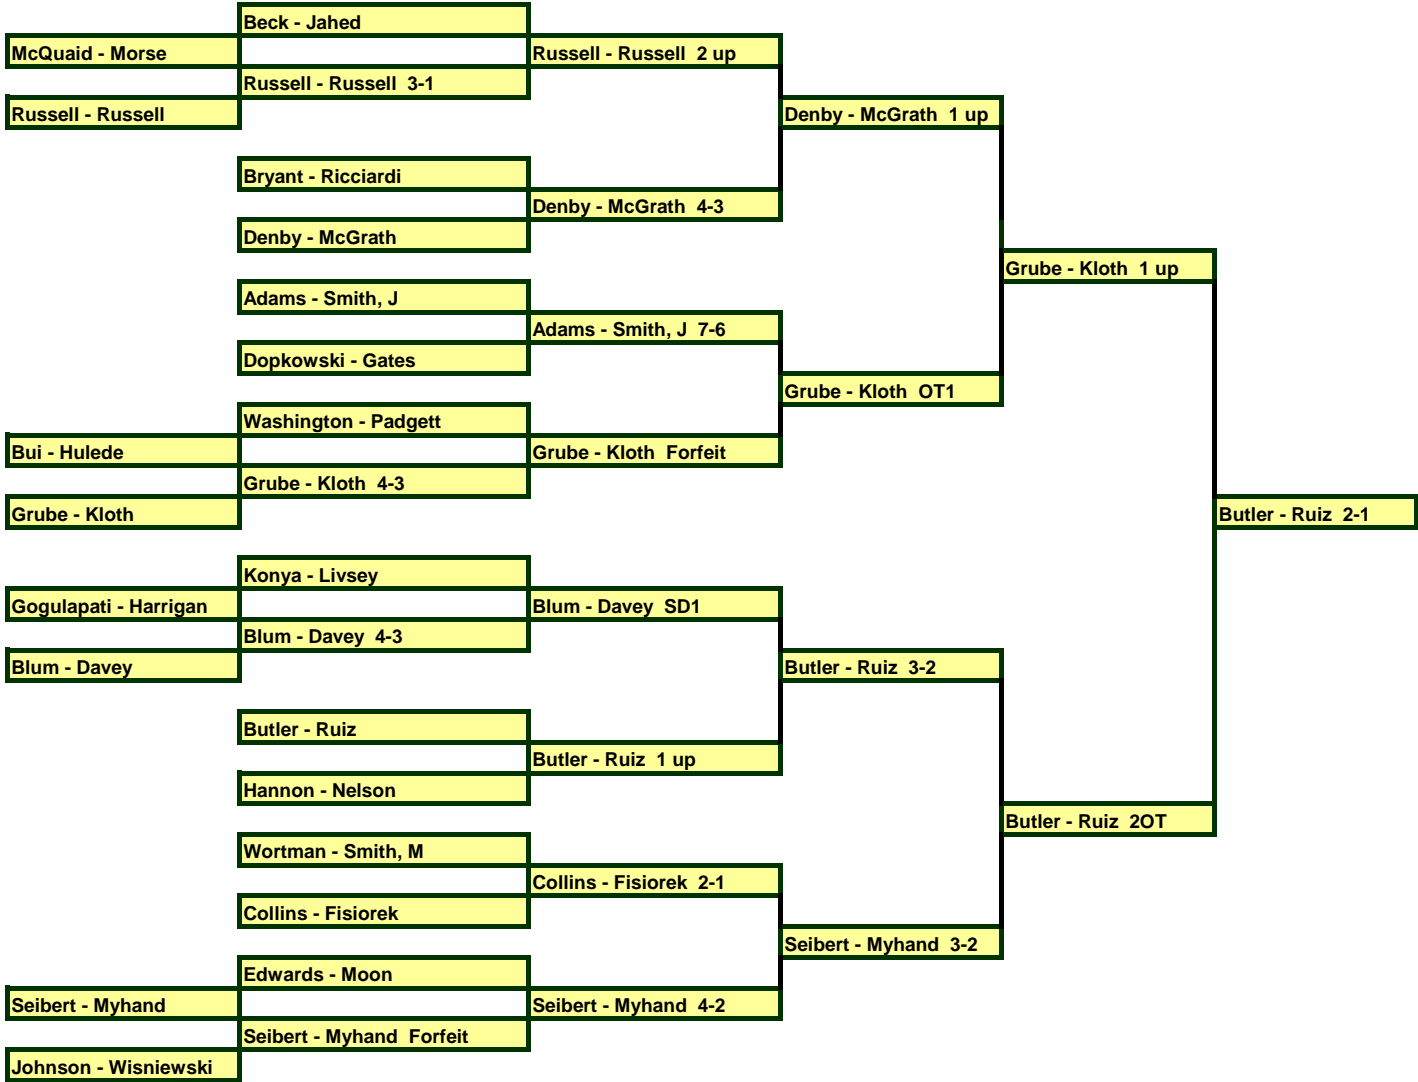 Beck - Jahed
McQuaid - Morse
Russell - Russell 2 up
Russell - Russell 3-1
Russell - Russell
Denby - McGrath 1 up
Bryant - Ricciardi
Denby - McGrath 4-3
Denby - McGrath
Grube - Kloth 1 up
Adams - Smith, J
Adams - Smith, J 7-6
Dopkowski - Gates
Grube - Kloth OT1
Washington - Padgett
Bui - Hulede
Grube - Kloth Forfeit
Grube - Kloth 4-3
Grube - Kloth
Butler - Ruiz 2-1
Konya - Livsey
Gogulapati - Harrigan
Blum - Davey SD1
Blum - Davey 4-3
Blum - Davey
Butler - Ruiz 3-2
Butler - Ruiz
Butler - Ruiz 1 up
Hannon - Nelson
Butler - Ruiz 2OT
Wortman - Smith, M
Collins - Fisiorek 2-1
Collins - Fisiorek
Seibert - Myhand 3-2
Edwards - Moon
Seibert - Myhand
Seibert - Myhand 4-2
Seibert - Myhand Forfeit
Johnson - Wisniewski